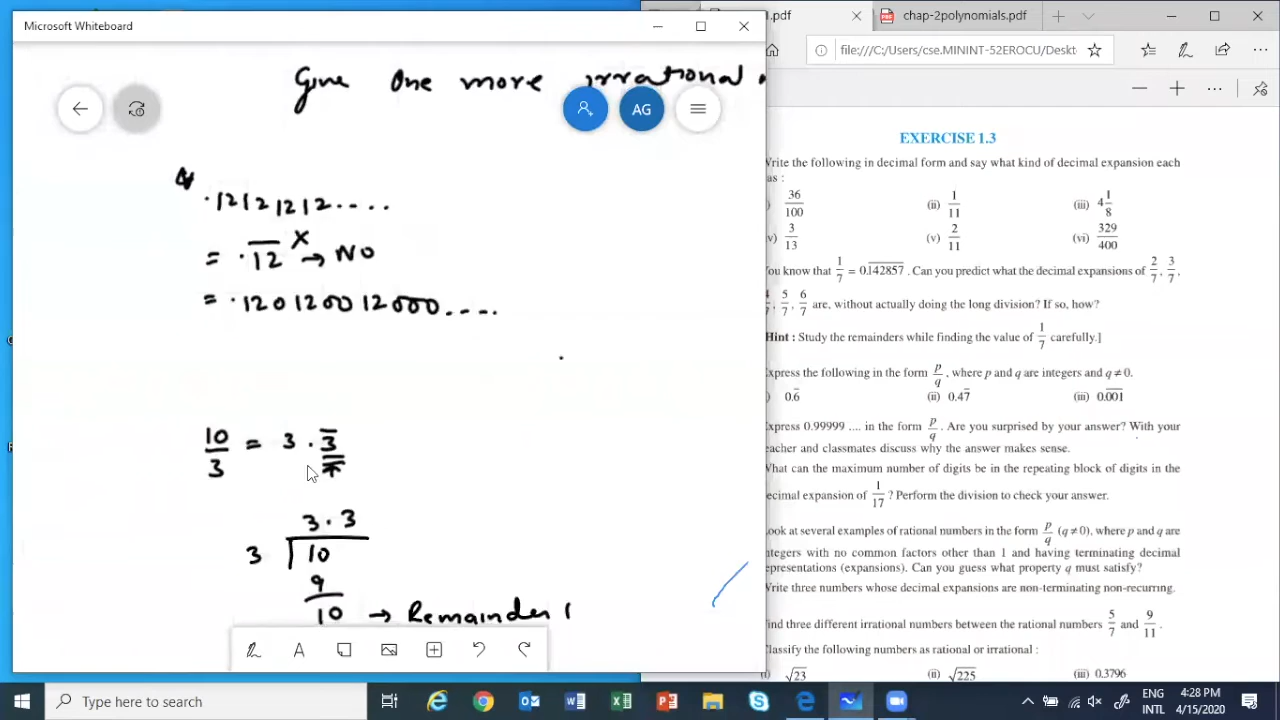 Microsoft Whiteboard
Give One more irrational
AG
.12121212....
= .12 x → NO
= .120120012000....
10/3 = 3.3
3.3
3 10
9
10 → Remainder 1
A
.pdf
chap-2polynomials.pdf
file:///C:/Users/cse.MININT-52EROCU/Deskt
EXERCISE 1.3
Write the following in decimal form and say what kind of decimal expansion each
as :
) 36/100 (ii) 1/11 (iii) 4 1/8
v) 3/13 (v) 2/11 (vi) 329/400
You know that 1/7 = 0.142857. Can you predict what the decimal expansions of 2/7, 3/7,
4/7, 5/7, 6/7 are, without actually doing the long division? If so, how?
Hint : Study the remainders while finding the value of 1/7 carefully.]
Express the following in the form p/q, where p and q are integers and q ≠ 0.
) 0.6̅ (ii) 0.47̅ (iii) 0.001
Express 0.99999 .... in the form p/q. Are you surprised by your answer? With your
teacher and classmates discuss why the answer makes sense.
What can the maximum number of digits be in the repeating block of digits in the
decimal expansion of 1/17? Perform the division to check your answer.
Look at several examples of rational numbers in the form p/q (q ≠ 0), where p and q are
integers with no common factors other than 1 and having terminating decimal
representations (expansions). Can you guess what property q must satisfy?
Write three numbers whose decimal expansions are non-terminating non-recurring.
Find three different irrational numbers between the rational numbers 5/7 and 9/11.
Classify the following numbers as rational or irrational :
(i) √23 (ii) √225 (iii) 0.3796
Type here to search
ENG 4:28 PM
INTL 4/15/2020